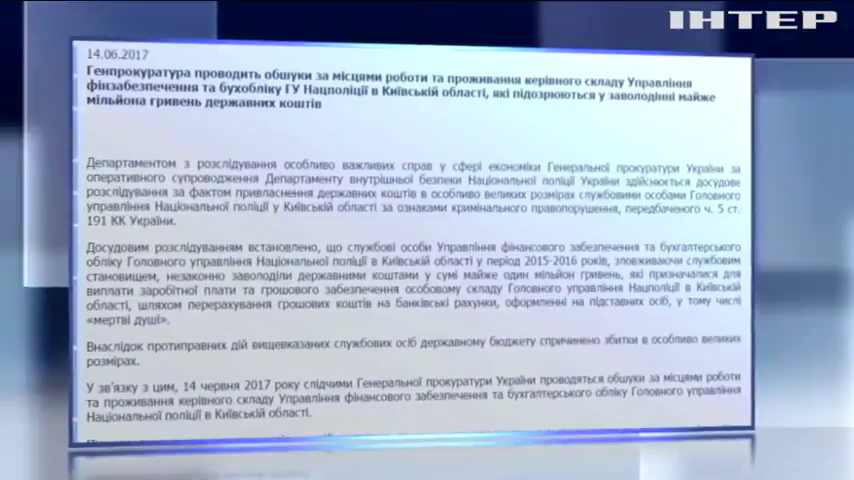 ІНТЕР
14.06.2017
Генпрокуратура проводить обшуки за місцями роботи та проживання керівного складу Управління
фінзабезпечення та бухобліку ГУ Нацполіції в Київській області, які підозрюються у заволодінні майже
мільйона гривень державних коштів
Департаментом з розслідування особливо важливих справ у сфері економіки Генеральної прокуратури України за
оперативного супроводження Департаменту внутрішньої безпеки Національної поліції України здійснюється досудове
розслідування за фактом привласнення державних коштів в особливо великих розмірах службовими особами Головного
управління Національної поліції у Київській області за ознаками кримінального правопорушення, передбаченого ч. 5 ст.
191 КК України.
Досудовим розслідуванням встановлено, що службові особи Управління фінансового забезпечення та бухгалтерського
обліку Головного управління Національної поліції в Київській області у період 2015-2016 років, зловживаючи службовим
становищем, незаконно заволоділи державними коштами у сумі майже один мільйон гривень, які призначалися для
виплати заробітної плати та грошового забезпечення особовому складу Головного управління Нацполіції в Київській
області, шляхом перерахування грошових коштів на банківські рахунки, оформленні на підставних осіб, у тому числі
«мертві душі».
Внаслідок протиправних дій вищевказаних службових осіб державному бюджету спричинено збитки в особливо великих
розмірах.
У зв'язку з цим, 14 червня 2017 року слідчими Генеральної прокуратури України проводяться обшуки за місцями роботи
та проживання керівного складу Управління фінансового забезпечення та бухгалтерського обліку Головного управління
Національної поліції в Київській області.